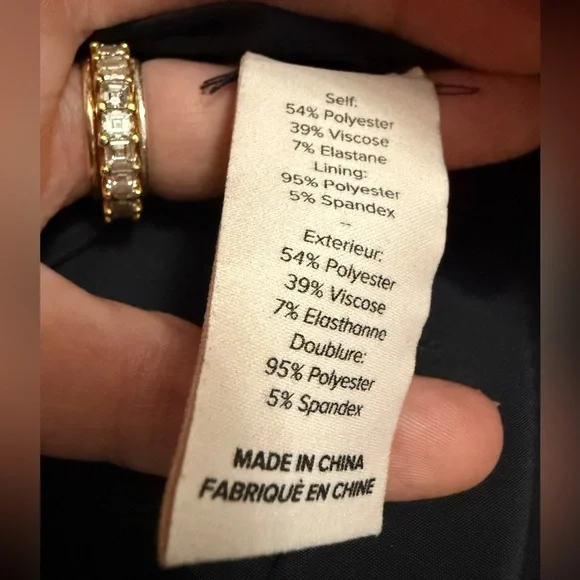 Self:
54% Polyester
39% Viscose
7% Elastane
Lining:
95% Polyester
5% Spandex
--
Exterieur:
54% Polyester
39% Viscose
7% Elasthanne
Doublure:
95% Polyester
5% Spandex
MADE IN CHINA
FABRIQUÈ EN CHINE